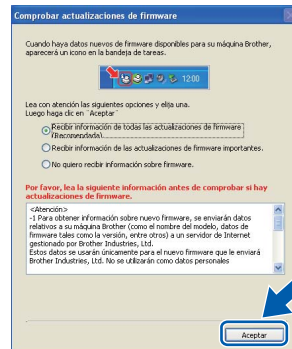 Comprobar actualizaciones de firmware
Cuando haya datos nuevos de firmware disponibles para su máquina Brother,
aparecerá un icono en la bandeja de tareas.
12:00
Lea con atención las siguientes opciones y elija una.
Luego haga clic en "Aceptar"
Recibir información de todas las actualizaciones de firmware
(Recomendada)
Recibir información de las actualizaciones de firmware importantes.
No quiero recibir información sobre firmware.
Por favor, lea la siguiente información antes de comprobar si hay
actualizaciones de firmware.
<Atención>
-1 Para obtener información sobre nuevo firmware, se enviarán datos
relativos a su máquina Brother (como el nombre del modelo, datos de
firmware tales como la versión, entre otros) a un servidor de Internet
gestionado por Brother Industries, Ltd.
Estos datos se usarán únicamente para el nuevo firmware que le enviará
Brother Industries, Ltd. No se utilizarán como datos personales
Aceptar